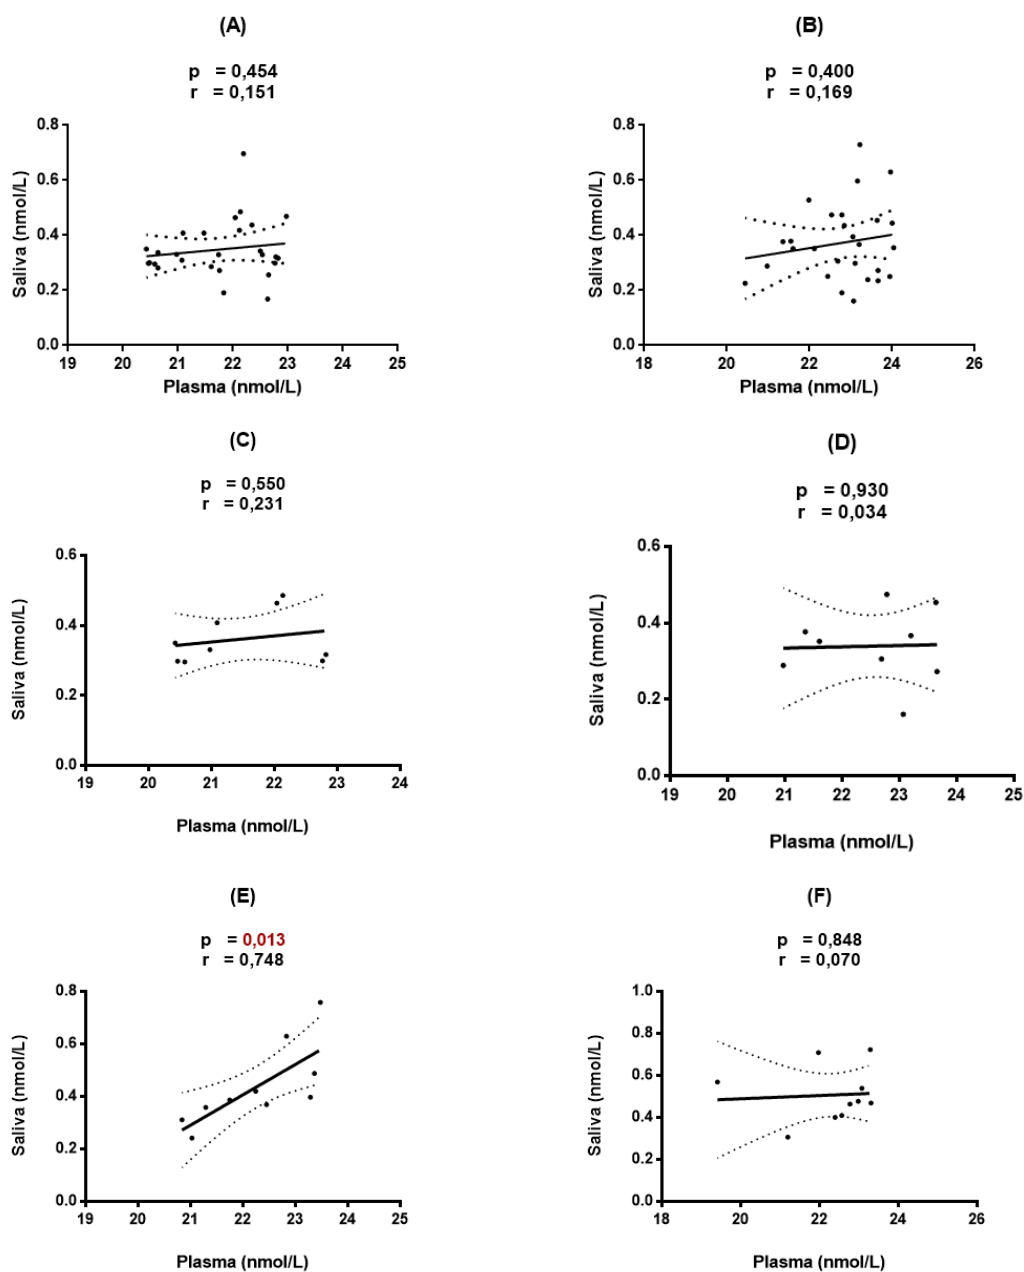 (A)
p = 0,454
r = 0,151
0.8
0.6
0.4
0.2
0.0
Saliva (nmol/L)
19 20 21 22 23 24 25
Plasma (nmol/L)
(B)
p = 0,400
r = 0,169
0.8
0.6
0.4
0.2
0.0
Saliva (nmol/L)
18 20 22 24 26
Plasma (nmol/L)
(C)
p = 0,550
r = 0,231
0.6
0.4
0.2
0.0
Saliva (nmol/L)
19 20 21 22 23 24
Plasma (nmol/L)
(D)
p = 0,930
r = 0,034
0.6
0.4
0.2
0.0
Saliva (nmol/L)
19 20 21 22 23 24 25
Plasma (nmol/L)
(E)
p = 0,013
r = 0,748
0.8
0.6
0.4
0.2
0.0
Saliva (nmol/L)
19 20 21 22 23 24 25
Plasma (nmol/L)
(F)
p = 0,848
r = 0,070
1.0
0.8
0.6
0.4
0.2
0.0
Saliva (nmol/L)
18 20 22 24 26
Plasma (nmol/L)